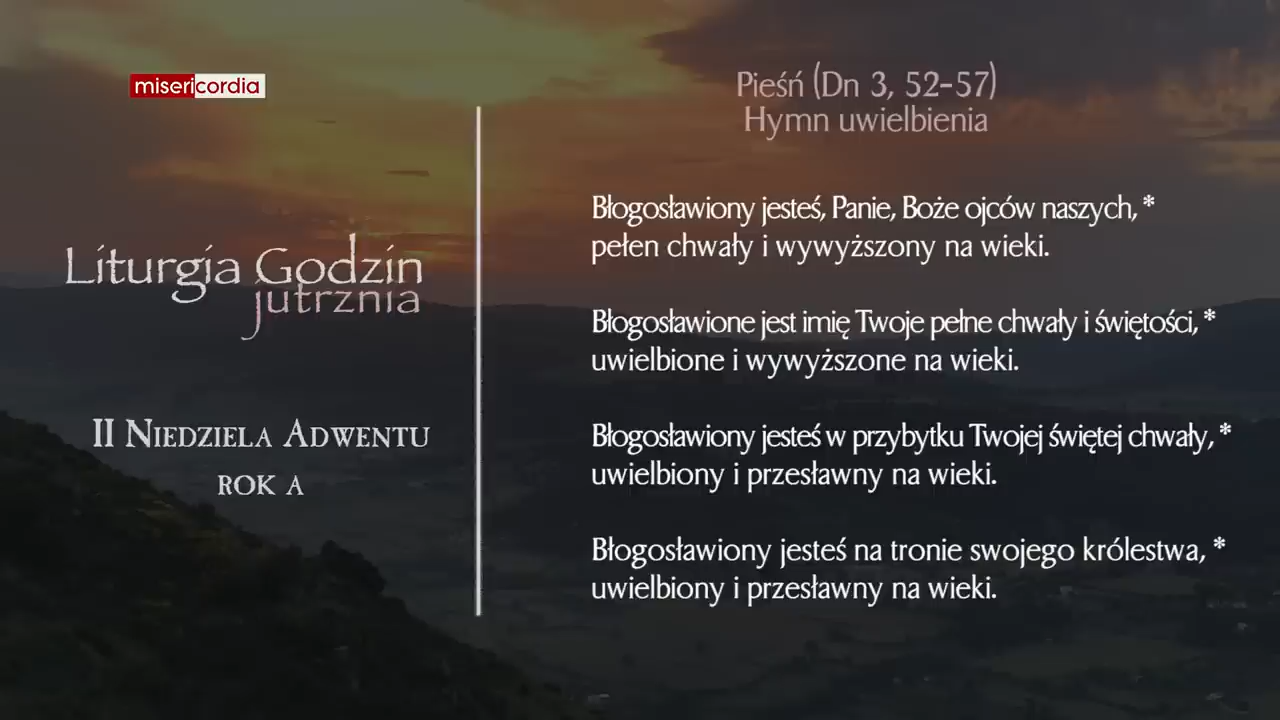 misericordia
Liturgia Godzin
jutrznia
II Niedziela Adwentu
rok A
Pieśń (Dn 3, 52-57)
Hymn uwielbienia
Błogosławiony jesteś, Panie, Boże ojców naszych, *
pełen chwały i wywyższony na wieki.
Błogosławione jest imię Twoje pełne chwały i świętości, *
uwielbione i wywyższone na wieki.
Błogosławiony jesteś w przybytku Twojej świętej chwały, *
uwielbiony i przesławny na wieki.
Błogosławiony jesteś na tronie swojego królestwa, *
uwielbiony i przesławny na wieki.